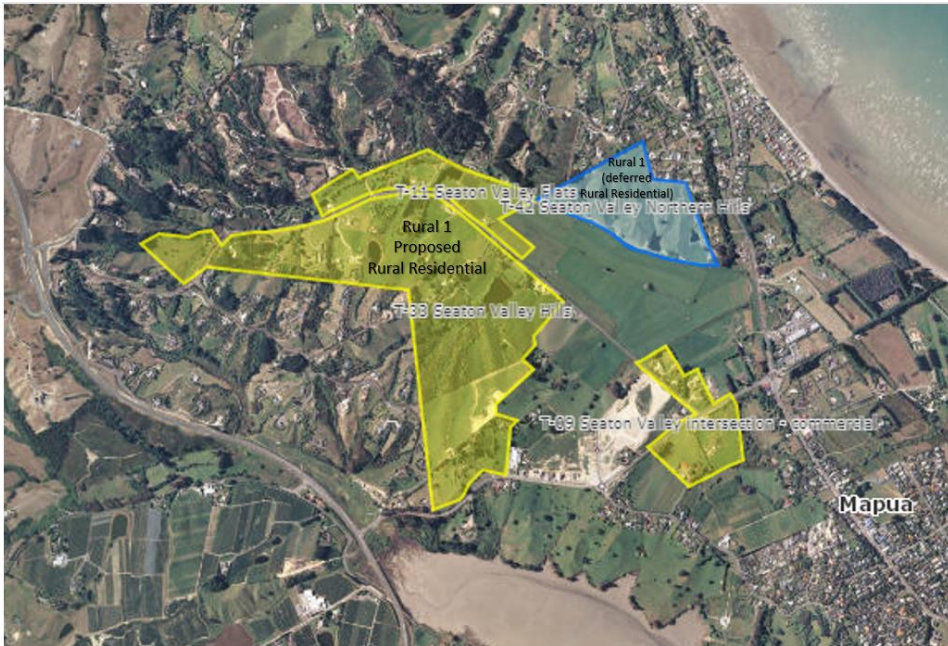 Rural 1
(deferred
Rural Residential)
T-11 Seaton Valley Flats
T-42 Seaton Valley Northern Hills
Rural 1
Proposed
Rural Residential
T-33 Seaton Valley Hills
T-09 Seaton Valley intersection - commercial
Mapua